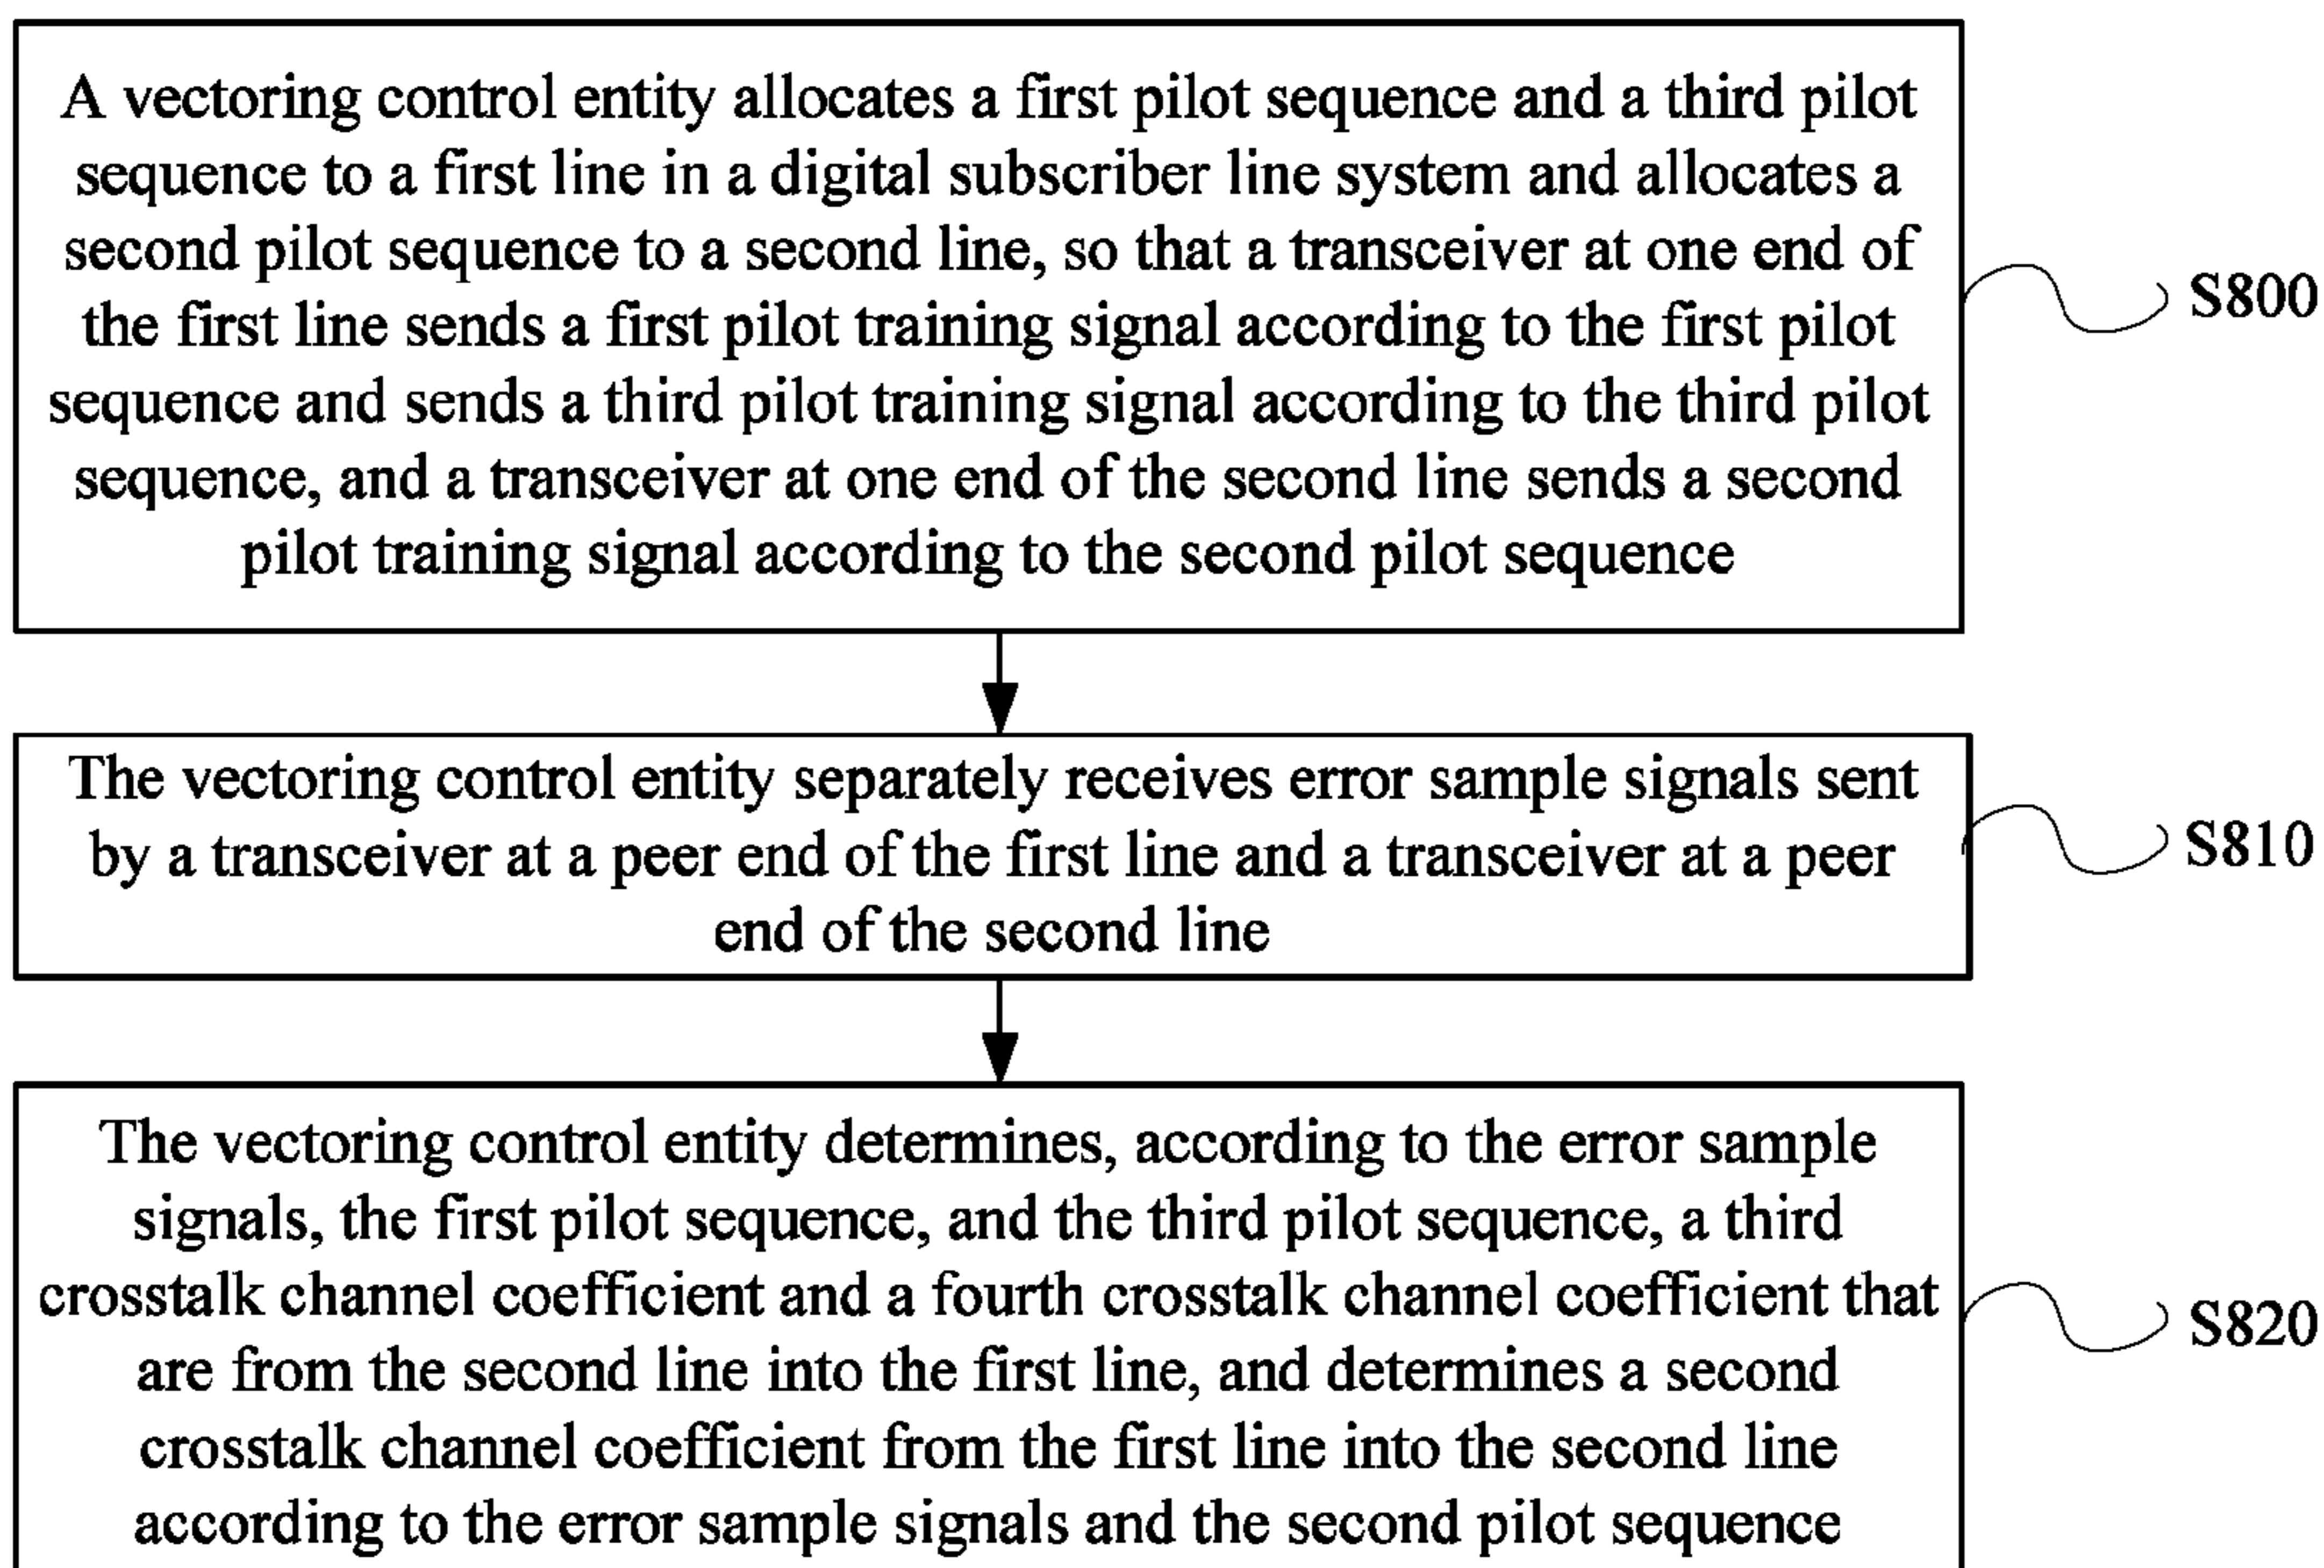 A vectoring control entity allocates a first pilot sequence and a third pilot
sequence to a first line in a digital subscriber line system and allocates a
second pilot sequence to a second line, so that a transceiver at one end of
the first line sends a first pilot training signal according to the first pilot
sequence and sends a third pilot training signal according to the third pilot
sequence, and a transceiver at one end of the second line sends a second
pilot training signal according to the second pilot sequence
S800
The vectoring control entity separately receives error sample signals sent
by a transceiver at a peer end of the first line and a transceiver at a peer
end of the second line
S810
The vectoring control entity determines, according to the error sample
signals, the first pilot sequence, and the third pilot sequence, a third
crosstalk channel coefficient and a fourth crosstalk channel coefficient that
are from the second line into the first line, and determines a second
crosstalk channel coefficient from the first line into the second line
according to the error sample signals and the second pilot sequence
S820